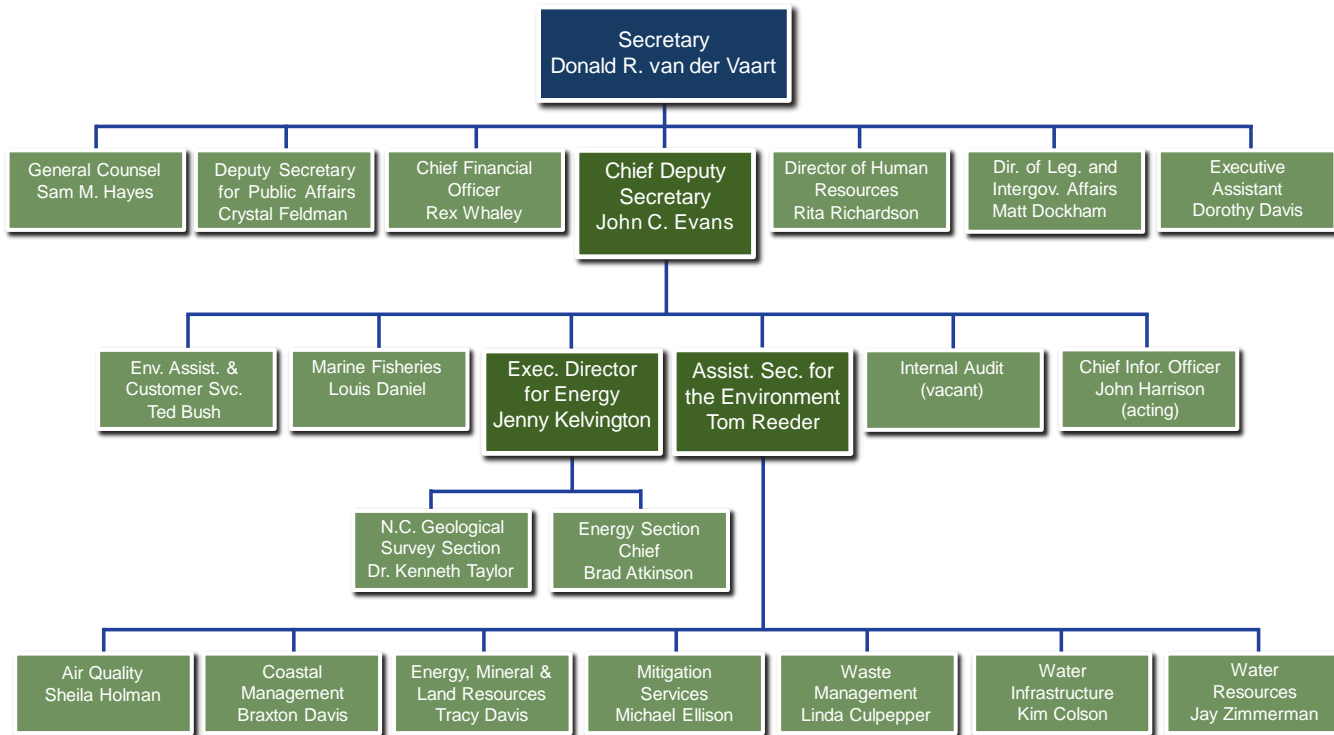 Secretary
Donald R. van der Vaart
General Counsel
Sam M. Hayes
Deputy Secretary
for Public Affairs
Crystal Feldman
Chief Financial
Officer
Rex Whaley
Chief Deputy
Secretary
John C. Evans
Director of Human
Resources
Rita Richardson
Dir. of Leg. and
Intergov. Affairs
Matt Dockham
Executive
Assistant
Dorothy Davis
Env. Assist. &
Customer Svc.
Ted Bush
Marine Fisheries
Louis Daniel
Exec. Director
for Energy
Jenny Kelvington
Assist. Sec. for
the Environment
Tom Reeder
Internal Audit
(vacant)
Chief Infor. Officer
John Harrison
(acting)
N.C. Geological
Survey Section
Dr. Kenneth Taylor
Energy Section
Chief
Brad Atkinson
Air Quality
Sheila Holman
Coastal
Management
Braxton Davis
Energy, Mineral &
Land Resources
Tracy Davis
Mitigation
Services
Michael Ellison
Waste
Management
Linda Culpepper
Water
Infrastructure
Kim Colson
Water
Resources
Jay Zimmerman